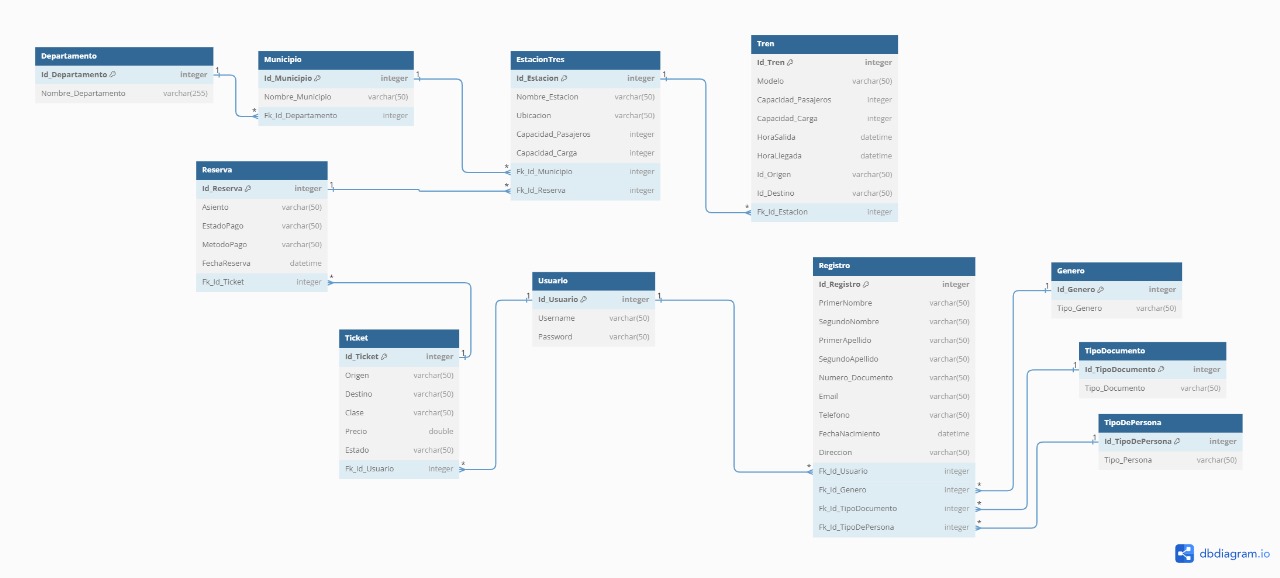 Departamento
Id_Departamento integer
Nombre_Departamento varchar(255)
Municipio
Id_Municipio integer
Nombre_Municipio varchar(50)
Fk_Id_Departamento integer
EstacionTres
Id_Estacion integer
Nombre_Estacion varchar(50)
Ubicacion varchar(50)
Capacidad_Pasajeros integer
Capacidad_Carga integer
Fk_Id_Municipio integer
Fk_Id_Reserva integer
Tren
Id_Tren integer
Modelo varchar(50)
Capacidad_Pasajeros integer
Capacidad_Carga integer
HoraSalida datetime
HoraLlegada datetime
Id_Origen varchar(50)
Id_Destino varchar(50)
Fk_Id_Estacion integer
Reserva
Id_Reserva integer
Asiento varchar(50)
EstadoPago varchar(50)
MetodoPago varchar(50)
FechaReserva datetime
Fk_Id_Ticket integer
Usuario
Id_Usuario integer
Username varchar(50)
Password varchar(50)
Ticket
Id_Ticket integer
Origen varchar(50)
Destino varchar(50)
Clase varchar(50)
Precio double
Estado varchar(50)
Fk_Id_Usuario integer
Registro
Id_Registro integer
PrimerNombre varchar(50)
SegundoNombre varchar(50)
PrimerApellido varchar(50)
SegundoApellido varchar(50)
Numero_Documento varchar(50)
Email varchar(50)
Telefono varchar(50)
FechaNacimiento datetime
Direccion varchar(50)
Fk_Id_Usuario integer
Fk_Id_Genero integer
Fk_Id_TipoDocumento integer
Fk_Id_TipoDePersona integer
Genero
Id_Genero integer
Tipo_Genero varchar(50)
TipoDocumento
Id_TipoDocumento integer
Tipo_Documento varchar(50)
TipoDePersona
Id_TipoDePersona integer
Tipo_Persona varchar(50)
1
*
1
*
1
*
1
*
1
*
1
*
1
*
1
*
1
*
1
*
dbdiagram.io